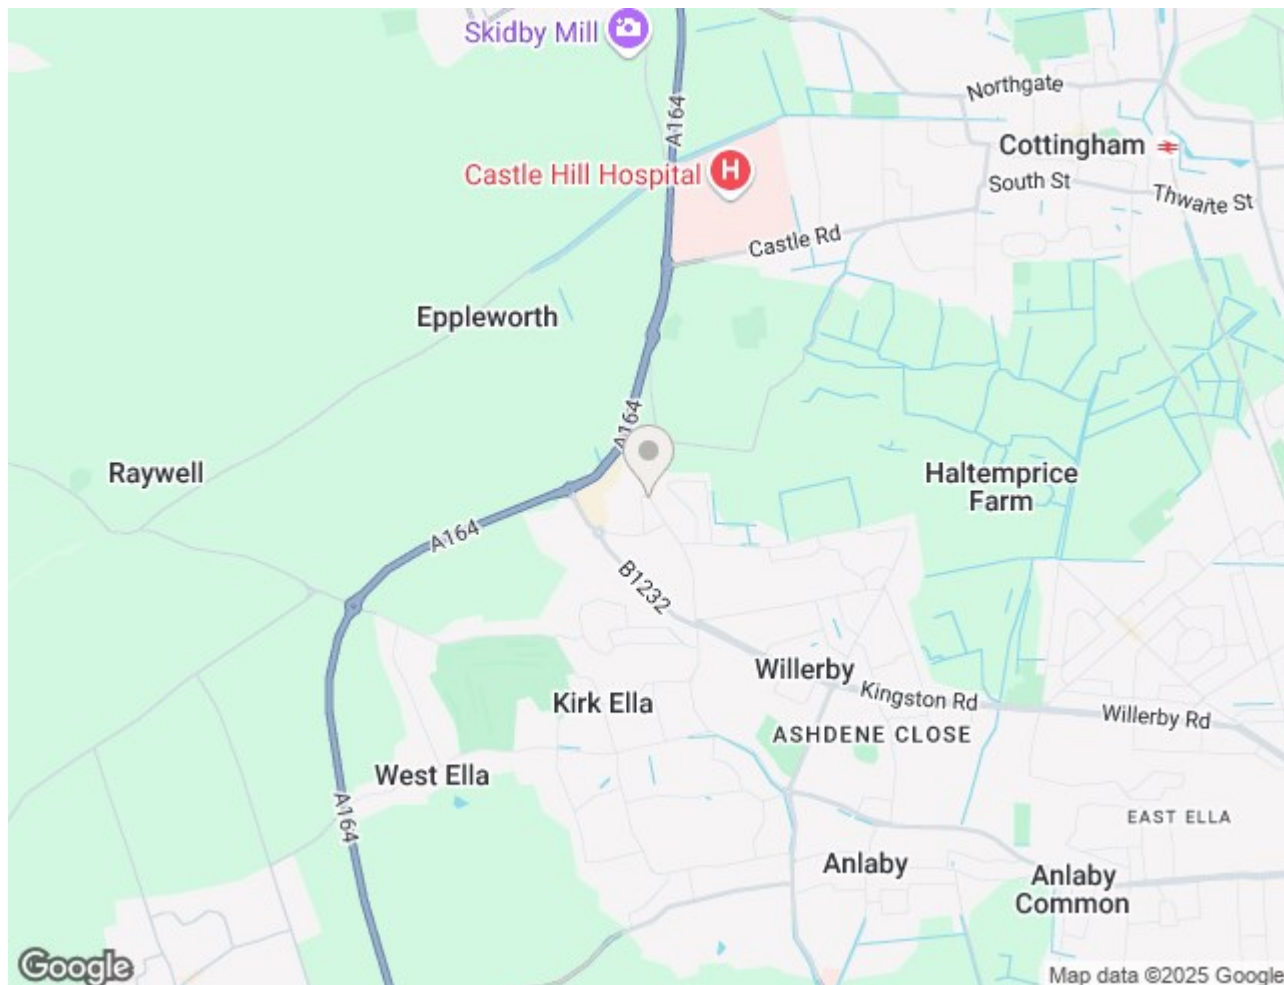 Skidby Mill
A164
Northgate
Cottingham
Castle Hill Hospital
H
South St
Thwaite St
Castle Rd
Eppleworth
A164
Raywell
Haltemprice
Farm
A164
B1232
Willerby
Kirk Ella
Kingston Rd
Willerby Rd
ASHDENE CLOSE
West Ella
A164
EAST ELLA
Anlaby
Anlaby
Common
Google
Map data ©2025 Google